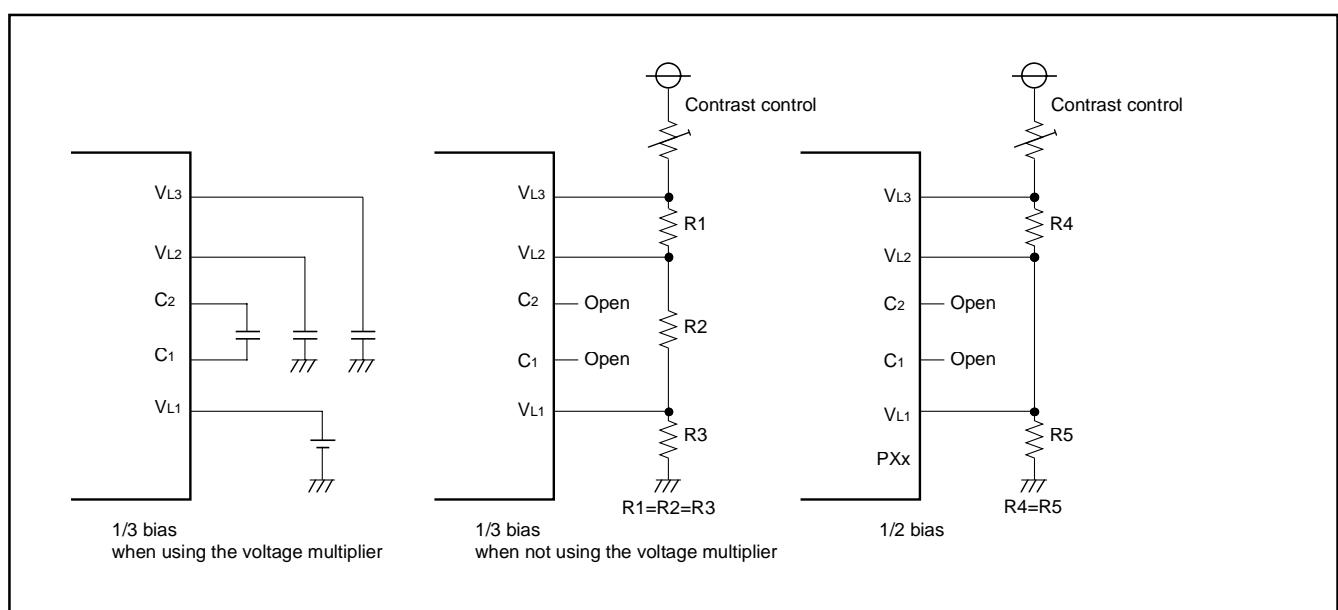 VL3
VL2
C2
C1
VL1
1/3 bias
when using the voltage multiplier
Contrast control
VL3
R1
VL2
C2
Open
R2
C1
Open
VL1
R3
R1=R2=R3
1/3 bias
when not using the voltage multiplier
Contrast control
VL3
R4
VL2
C2
Open
C1
Open
VL1
R5
PXx
R4=R5
1/2 bias